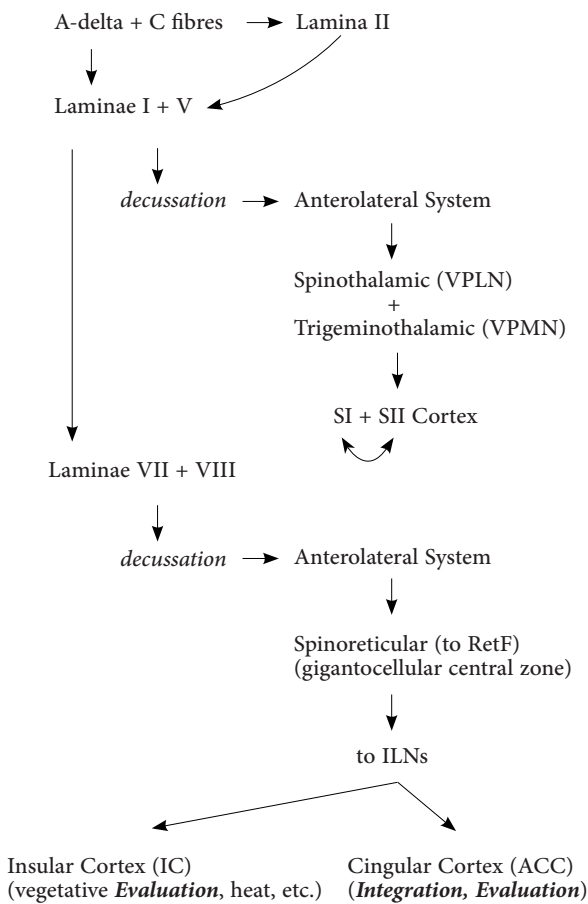 A-delta + C fibres
Lamina II
Laminae I + V
decussation
Anterolateral System
Spinothalamic (VPLN)
+
Trigeminothalamic (VPMN)
SI + SII Cortex
Laminae VII + VIII
decussation
Anterolateral System
Spinoreticular (to RetF)
(gigantocellular central zone)
to ILNs
Insular Cortex (IC)
(vegetative Evaluation, heat, etc.)
Cingular Cortex (ACC)
(Integration, Evaluation)